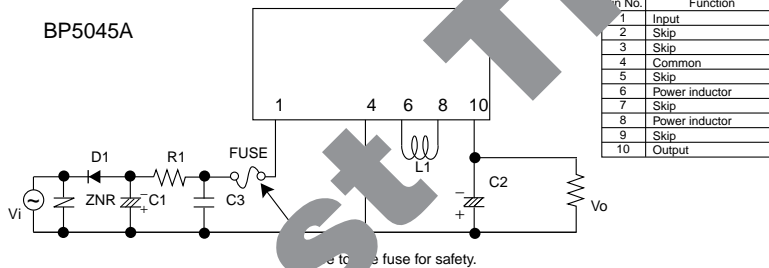 BP5045A
in No. Function
1 Input
2 Skip
3 Skip
4 Common
5 Skip
6 Power inductor
7 Skip
8 Power inductor
9 Skip
10 Output
1 4 6 8 10
L1
D1 R1 FUSE
ZNR
− C1 +
C3
− C2 +
Vi
Vo
fuse for safety.